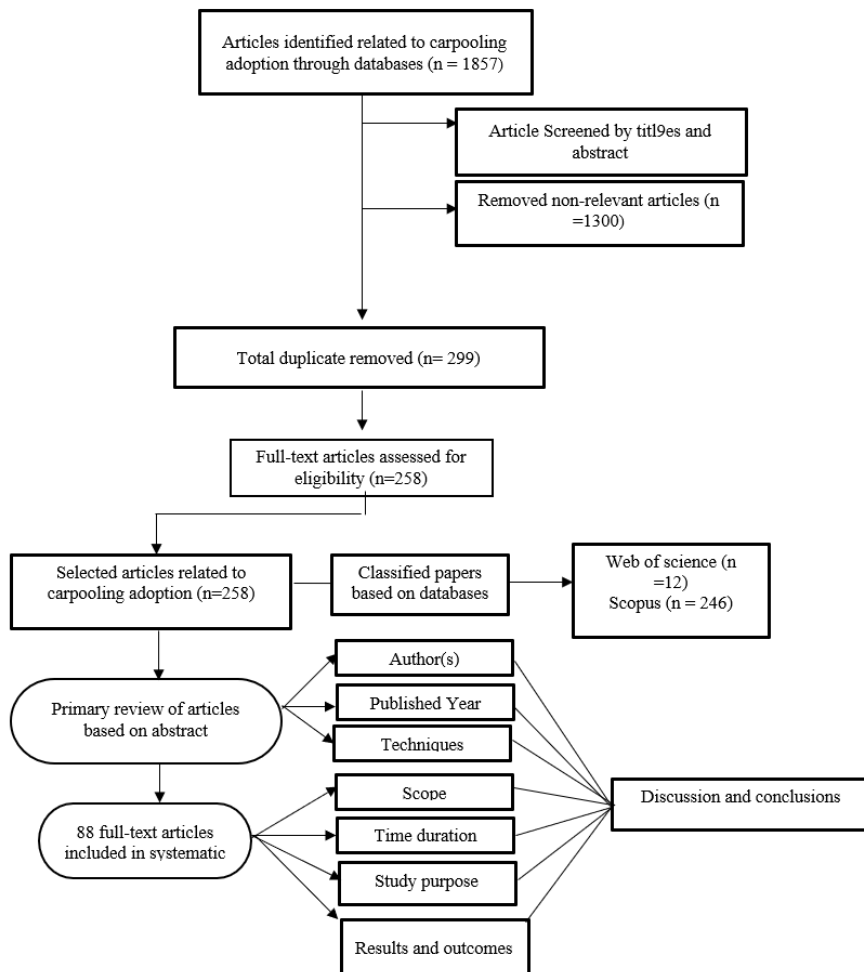 Articles identified related to carpooling
adoption through databases (n = 1857)
Article Screened by titl9es and
abstract
Removed non-relevant articles (n
=1300)
Total duplicate removed (n= 299)
Full-text articles assessed for
eligibility (n=258)
Selected articles related to
carpooling adoption (n=258)
Classified papers
based on databases
Web of science (n
=12)
Scopus (n = 246)
Primary review of articles
based on abstract
Author(s)
Published Year
Techniques
88 full-text articles
included in systematic
Scope
Time duration
Study purpose
Results and outcomes
Discussion and conclusions